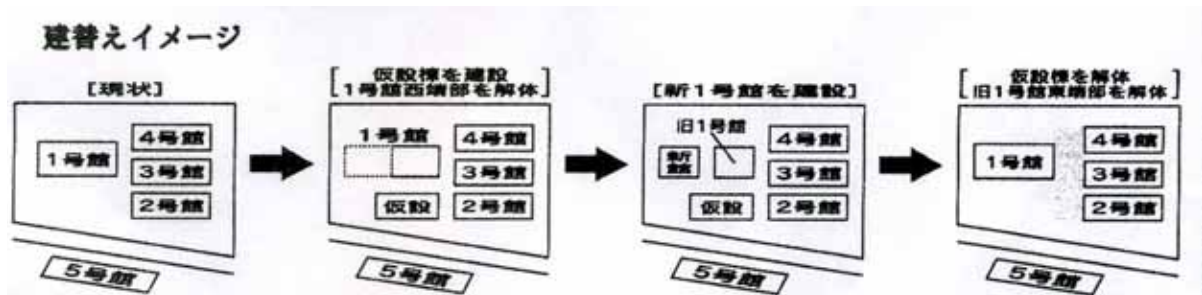 建替えイメージ
[現状]
1号館
4号館
3号館
2号館
5号館
[仮設棟を建設
1号館西端部を解体]
1号館
4号館
3号館
仮設
2号館
5号館
[新1号館を建設]
旧1号館
4号館
3号館
仮設
2号館
5号館
[仮設棟を解体
旧1号館東端部を解体]
1号館
4号館
3号館
2号館
5号館